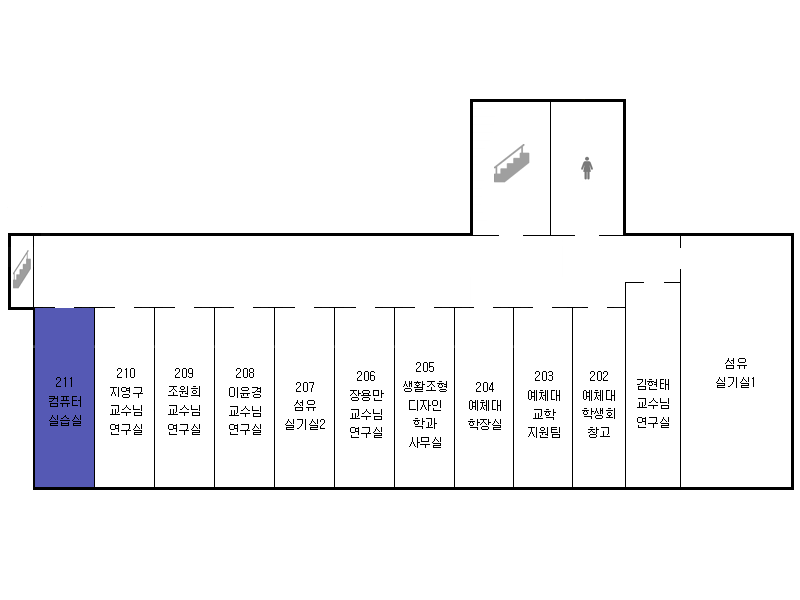 211
컴퓨터
실습실
210
지영구
교수님
연구실
209
조원희
교수님
연구실
208
이윤경
교수님
연구실
207
섬유
실기실2
206
장용만
교수님
연구실
205
생활조형
디자인
학과
사무실
204
예체대
학장실
203
예체대
교학
지원팀
202
예체대
학생회
창고
김현태
교수님
연구실
섬유
실기실1